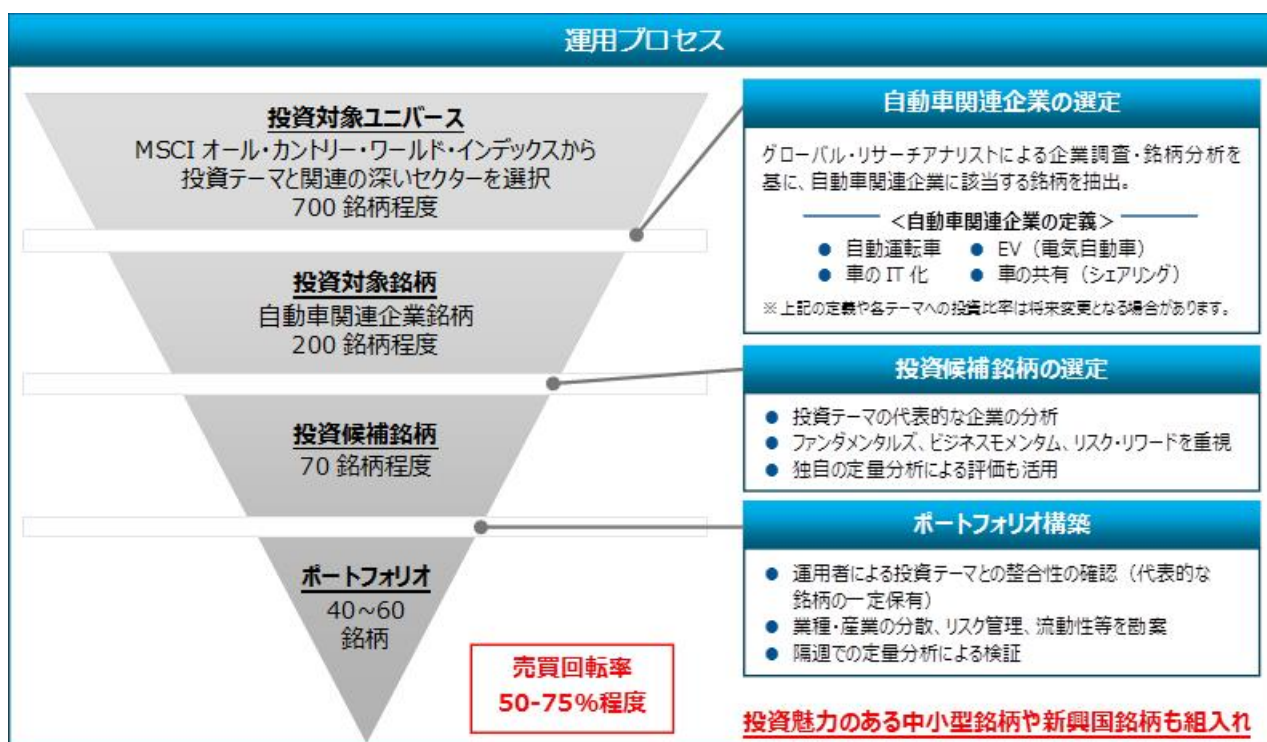 運用プロセス
投資対象ユニバース
MSCI オール・カントリー・ワールド・インデックスから
投資テーマと関連の深いセクターを選択
700 銘柄程度
投資対象銘柄
自動車関連企業銘柄
200 銘柄程度
投資候補銘柄
70 銘柄程度
ポートフォリオ
40～60
銘柄
売買回転率
50-75%程度
自動車関連企業の選定
グローバル・リサーチアナリストによる企業調査・銘柄分析を
基に、自動車関連企業に該当する銘柄を抽出。
＜自動車関連企業の定義＞
● 自動運転車 ● EV（電気自動車）
● 車の IT 化 ● 車の共有（シェアリング）
※上記の定義や各テーマへの投資比率は将来変更となる場合があります。
投資候補銘柄の選定
● 投資テーマの代表的な企業の分析
● ファンダメンタルズ、ビジネスモメンタム、リスク・リワードを重視
● 独自の定量分析による評価も活用
ポートフォリオ構築
● 運用者による投資テーマとの整合性の確認（代表的な
銘柄の一定保有）
● 業種・産業の分散、リスク管理、流動性等を勘案
● 隔週での定量分析による検証
投資魅力のある中小型銘柄や新興国銘柄も組入れ